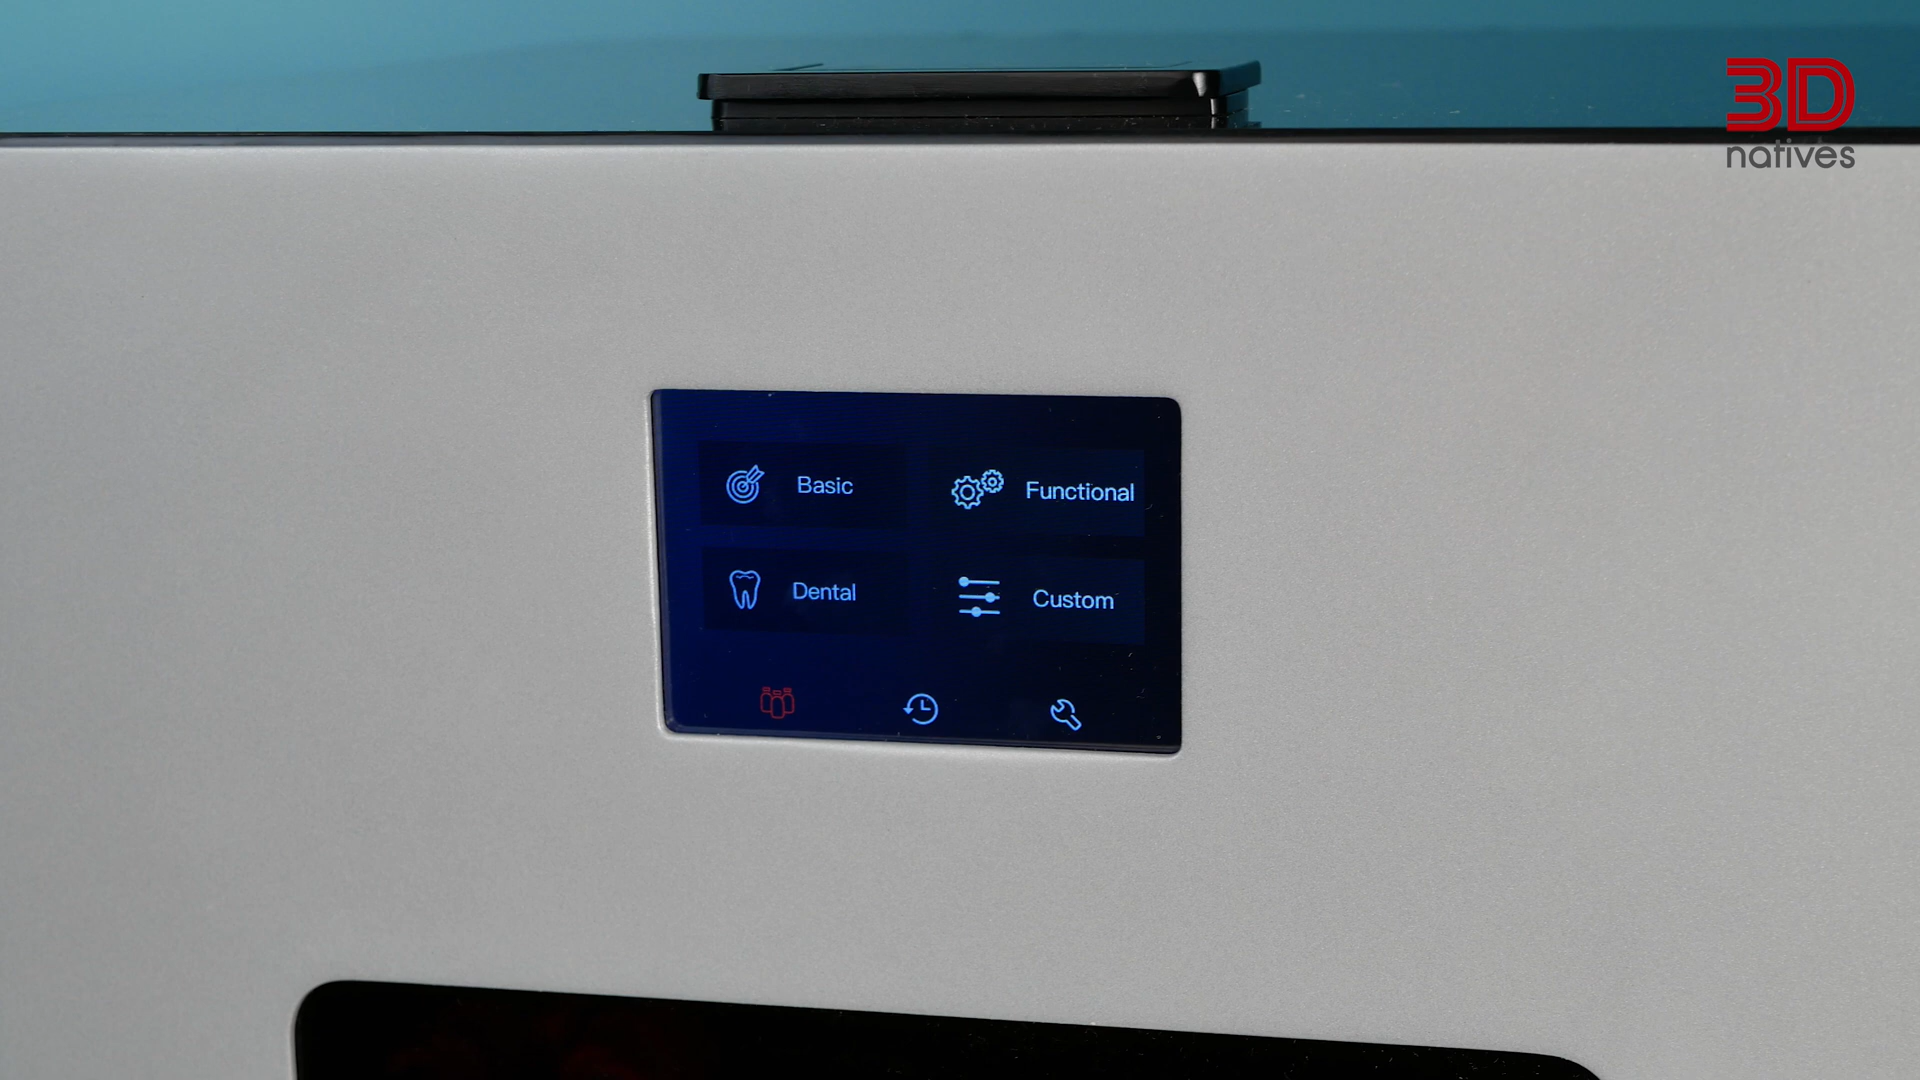 3D
natives
Basic
Functional
Dental
Custom